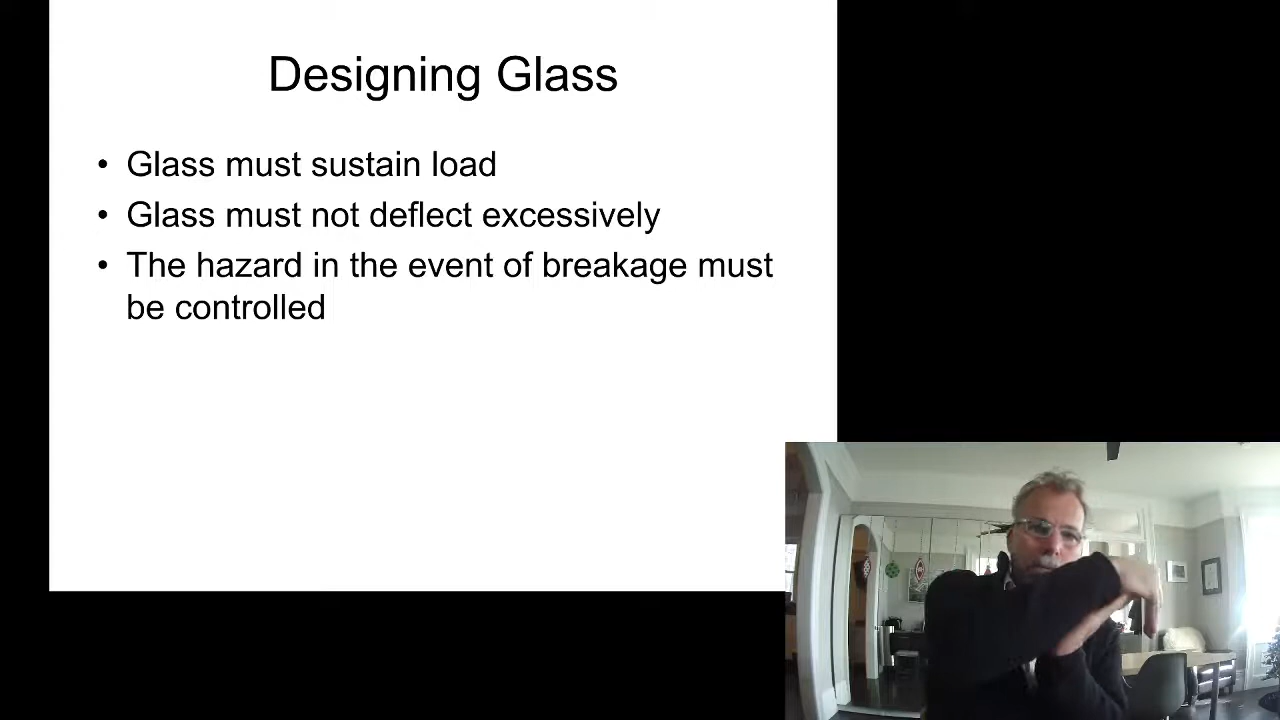 Designing Glass
• Glass must sustain load
• Glass must not deflect excessively
• The hazard in the event of breakage must
be controlled